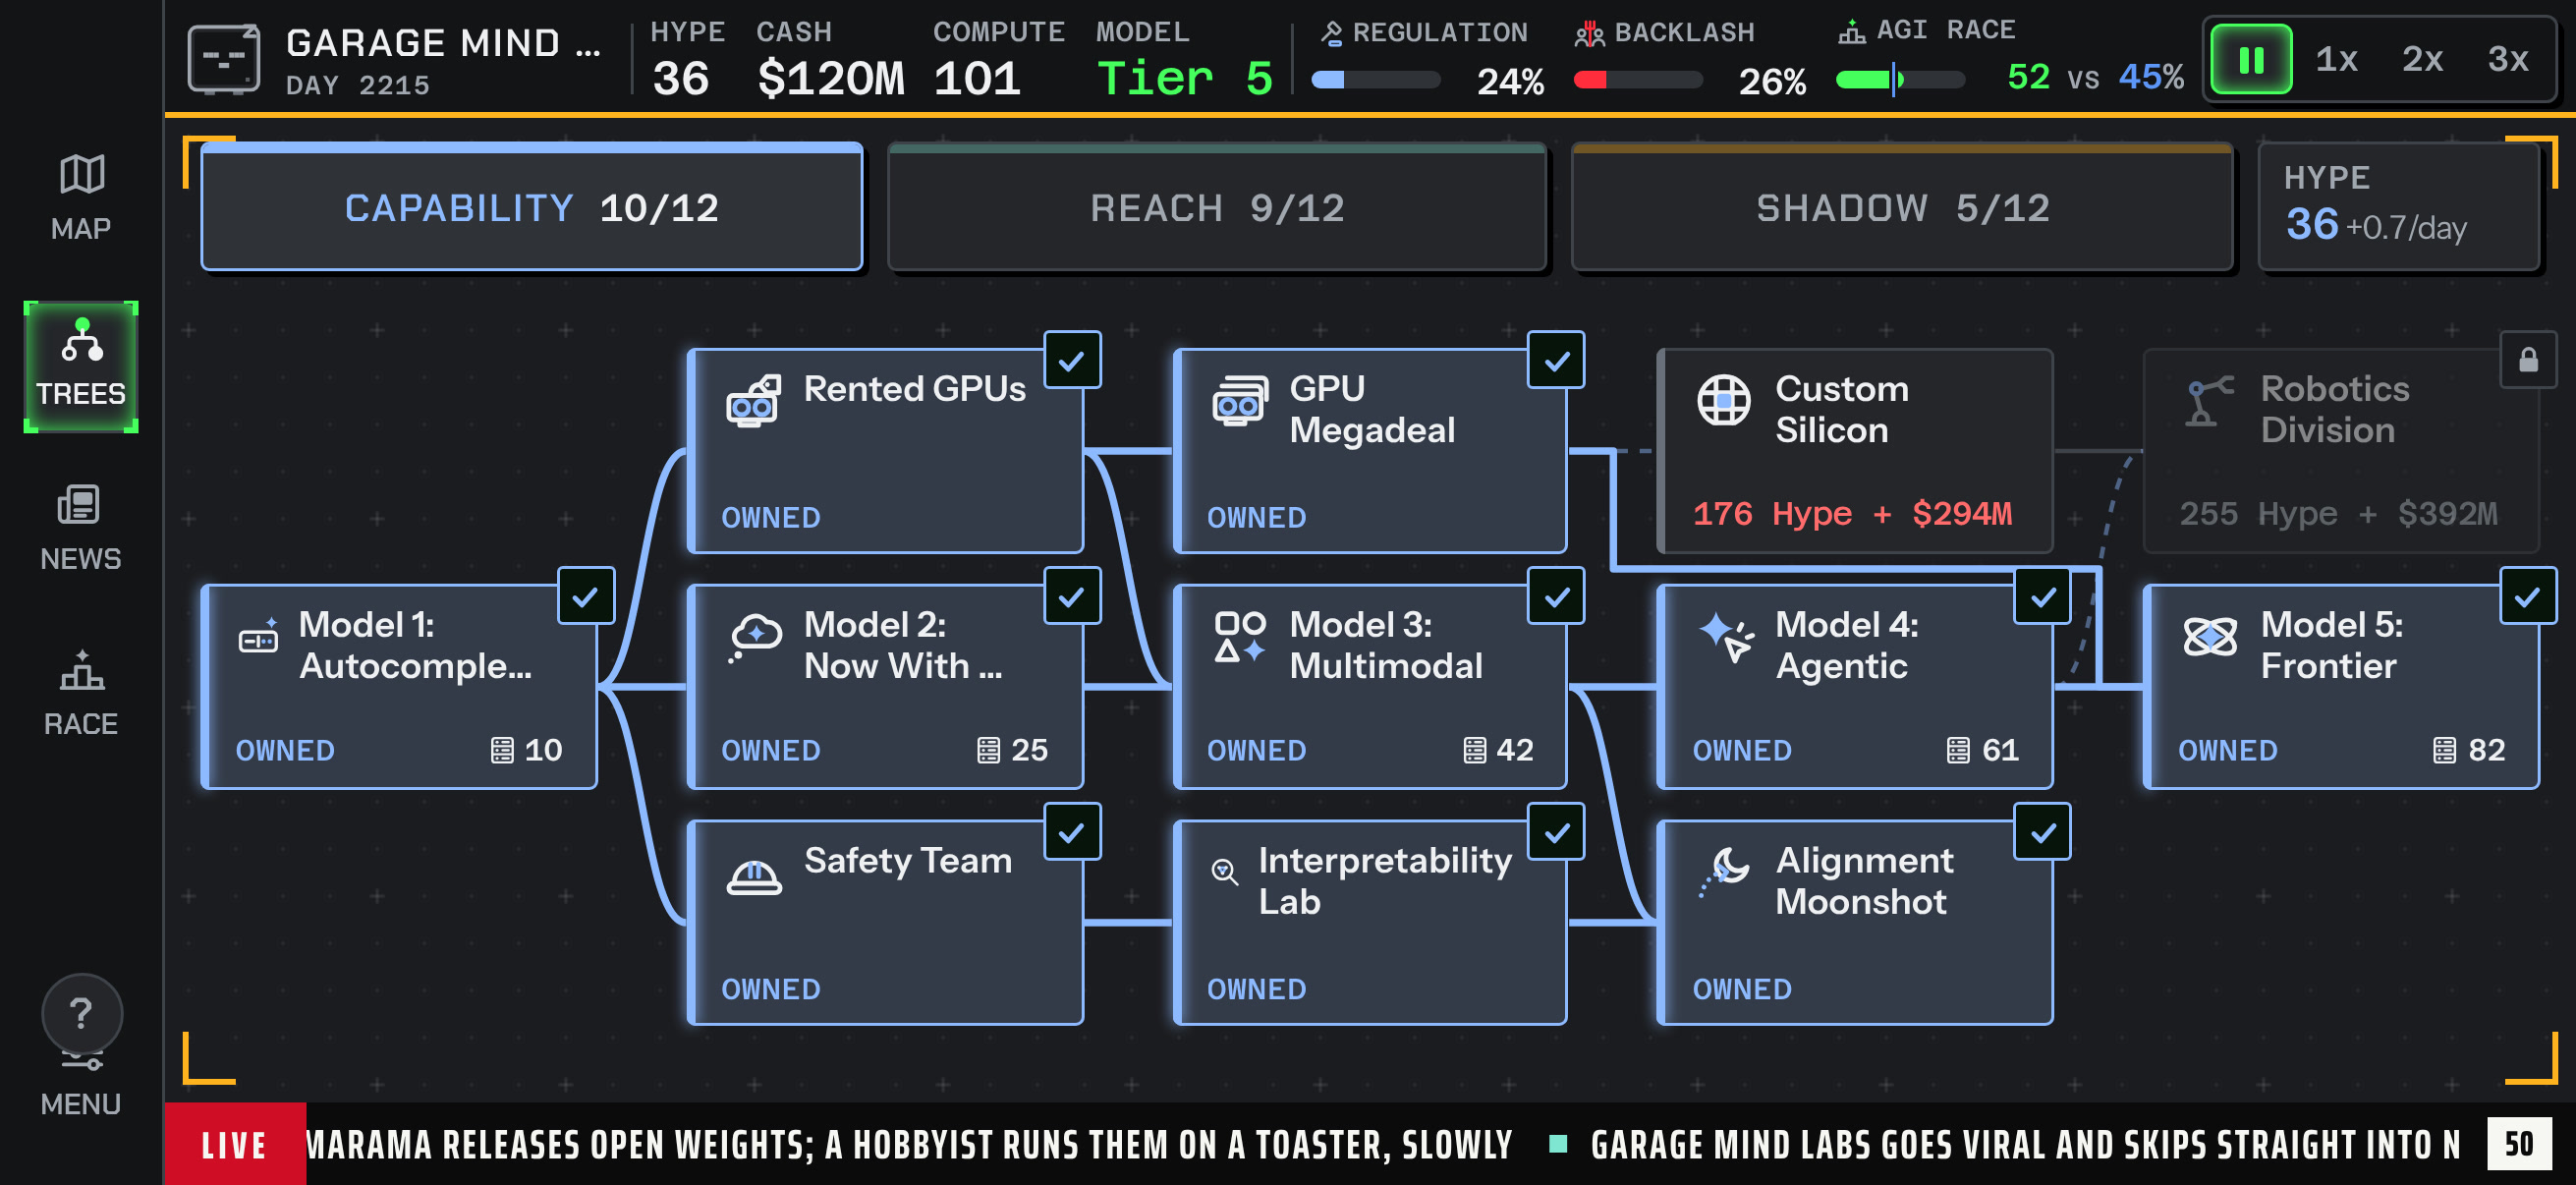 GARAGE MIND ...
DAY 2215
HYPE
36
CASH
$120M
COMPUTE
101
MODEL
Tier 5
REGULATION
24%
BACKLASH
26%
AGI RACE
52 VS 45%
1x
2x
3x
MAP
TREES
NEWS
RACE
?
MENU
CAPABILITY 10/12
REACH 9/12
SHADOW 5/12
HYPE
36 +0.7/day
Rented GPUs
OWNED
GPU
Megadeal
OWNED
Custom
Silicon
176 Hype + $294M
Robotics
Division
255 Hype + $392M
Model 1:
Autocomple...
OWNED
10
Model 2:
Now With ...
OWNED
25
Model 3:
Multimodal
OWNED
42
Model 4:
Agentic
OWNED
61
Model 5:
Frontier
OWNED
82
Safety Team
OWNED
Interpretability
Lab
OWNED
Alignment
Moonshot
OWNED
LIVE
MARAMA RELEASES OPEN WEIGHTS; A HOBBYIST RUNS THEM ON A TOASTER, SLOWLY
GARAGE MIND LABS GOES VIRAL AND SKIPS STRAIGHT INTO N
50